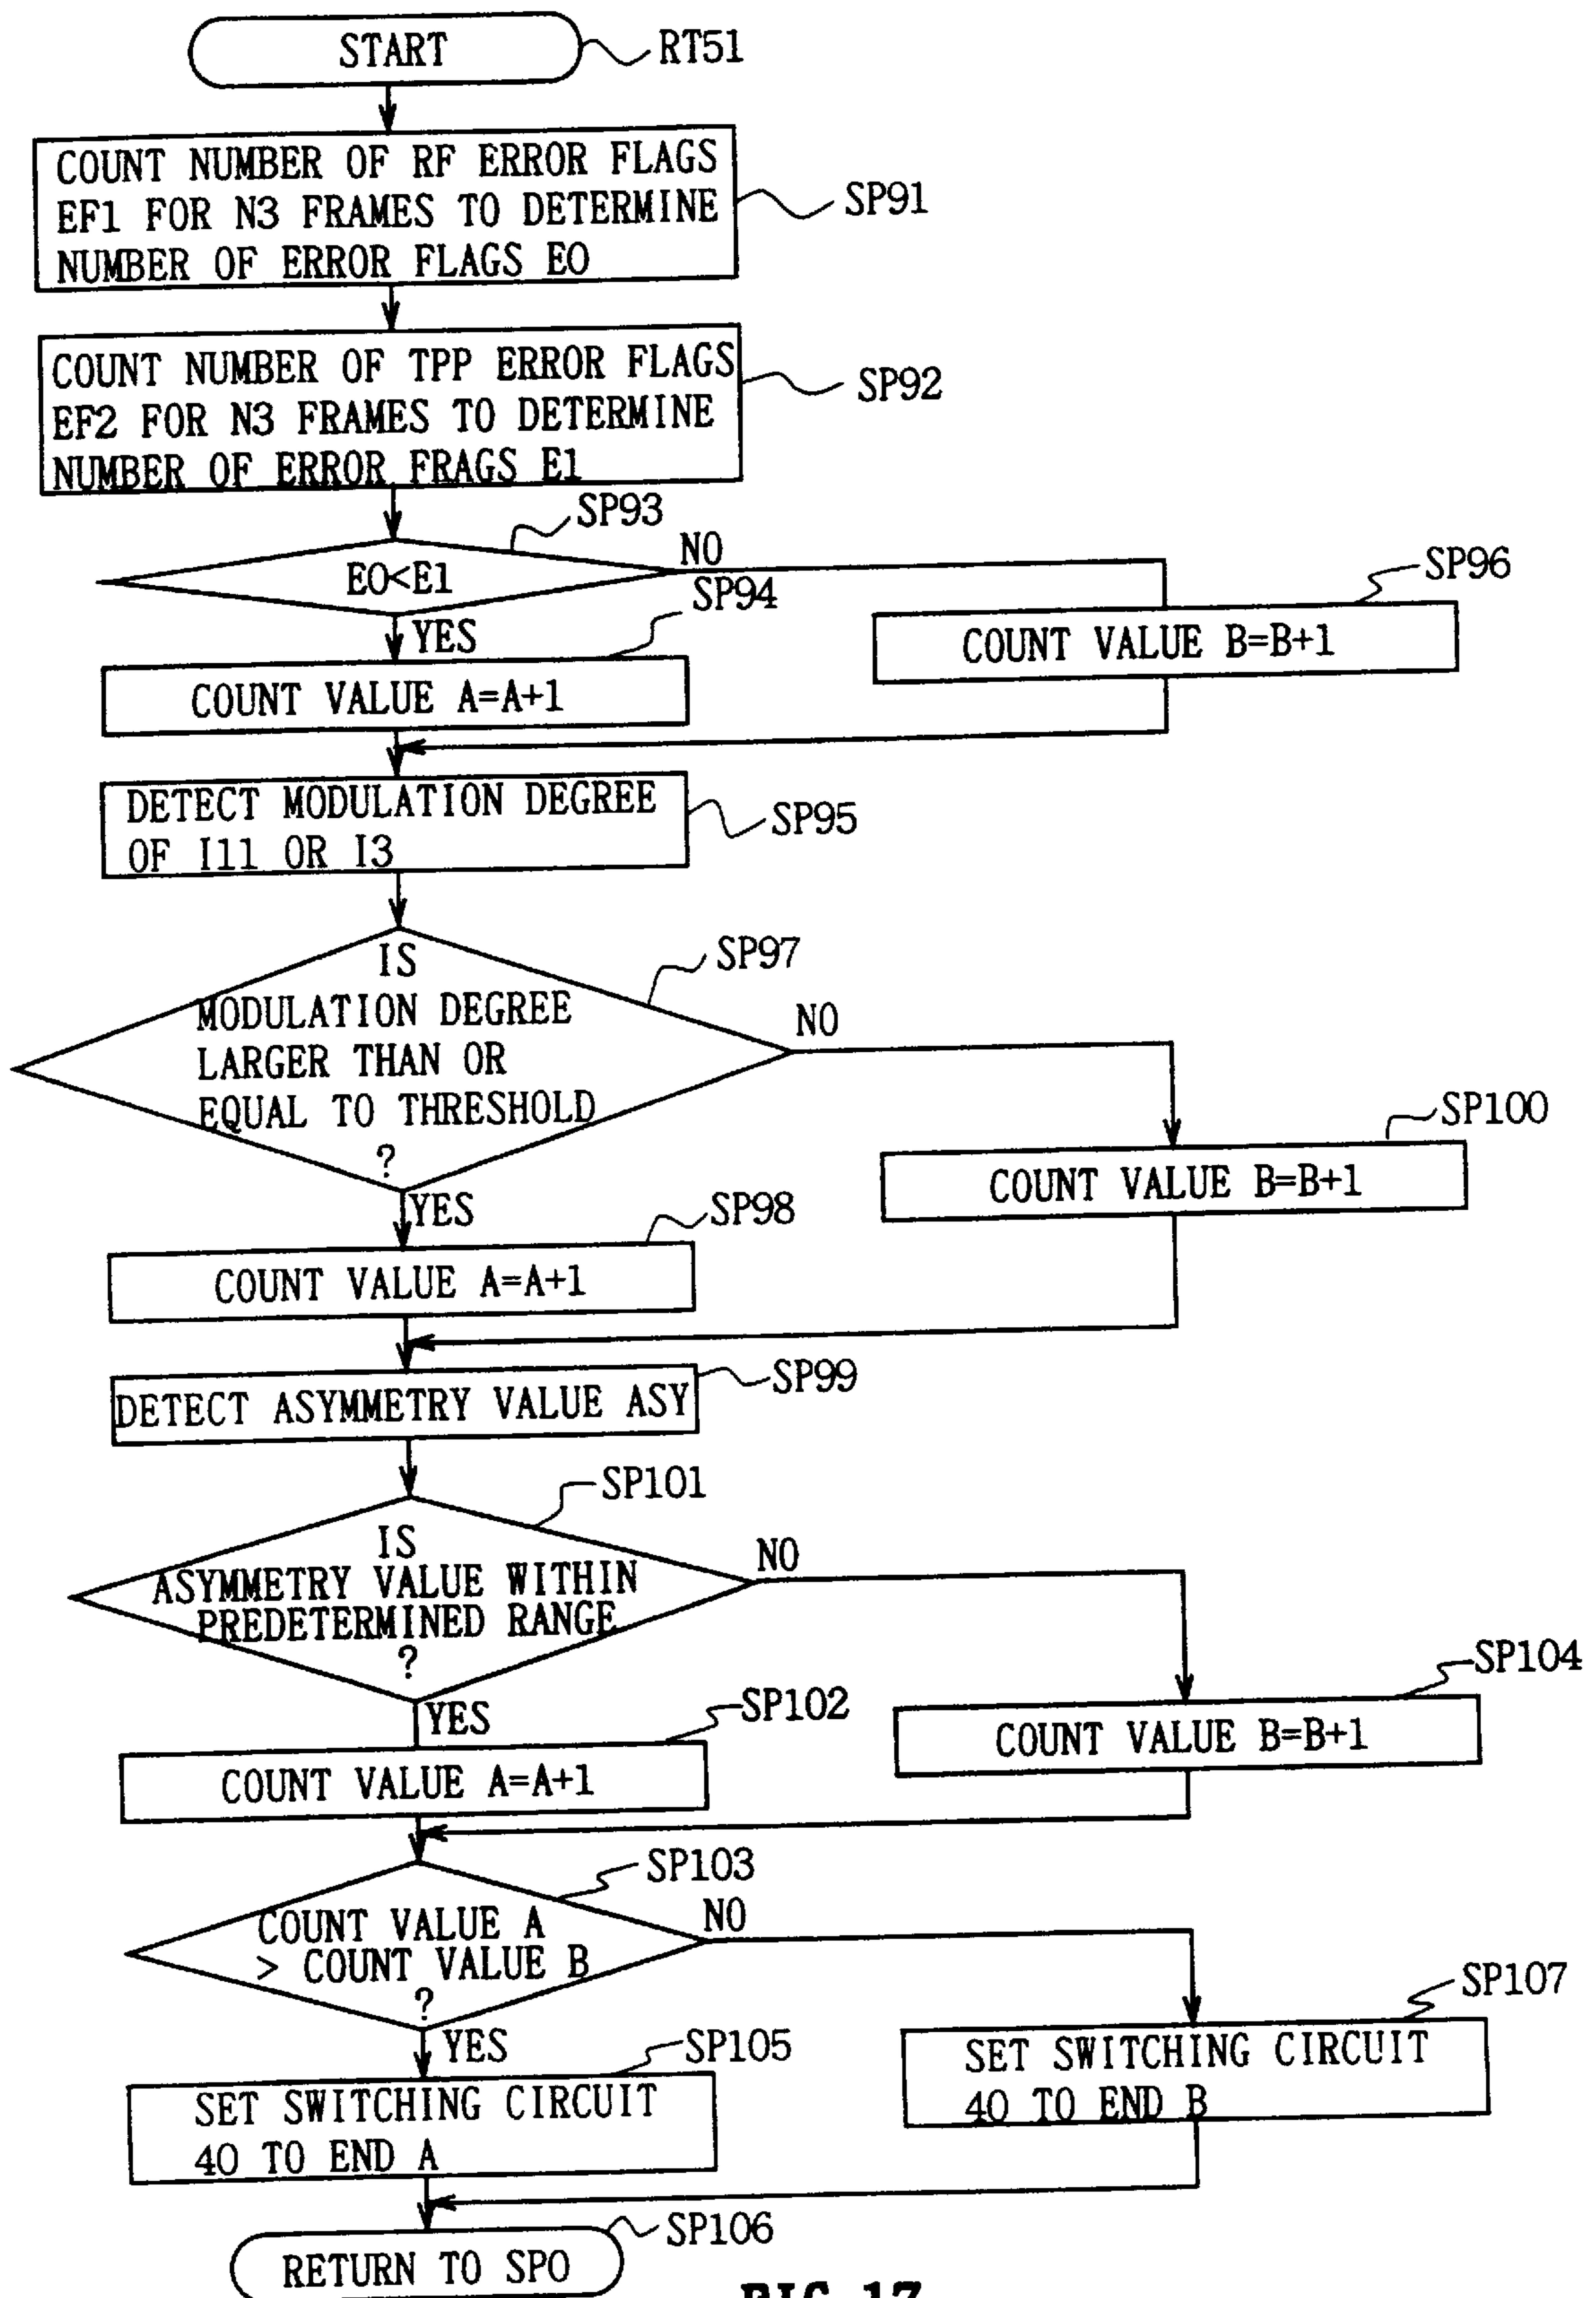 START
RT51
COUNT NUMBER OF RF ERROR FLAGS
EF1 FOR N3 FRAMES TO DETERMINE
NUMBER OF ERROR FLAGS E0
SP91
COUNT NUMBER OF TPP ERROR FLAGS
EF2 FOR N3 FRAMES TO DETERMINE
NUMBER OF ERROR FRAGS E1
SP92
SP93
E0<E1
NO
YES
SP94
COUNT VALUE A=A+1
SP96
COUNT VALUE B=B+1
DETECT MODULATION DEGREE
OF I11 OR I3
SP95
IS
MODULATION DEGREE
LARGER THAN OR
EQUAL TO THRESHOLD
?
SP97
NO
YES
SP100
COUNT VALUE B=B+1
SP98
COUNT VALUE A=A+1
SP99
DETECT ASYMMETRY VALUE ASY
SP101
IS
ASYMMETRY VALUE WITHIN
PREDETERMINED RANGE
?
NO
YES
SP104
COUNT VALUE B=B+1
SP102
COUNT VALUE A=A+1
SP103
COUNT VALUE A
> COUNT VALUE B
?
NO
YES
SP107
SET SWITCHING CIRCUIT
40 TO END B
SP105
SET SWITCHING CIRCUIT
40 TO END A
SP106
RETURN TO SP0